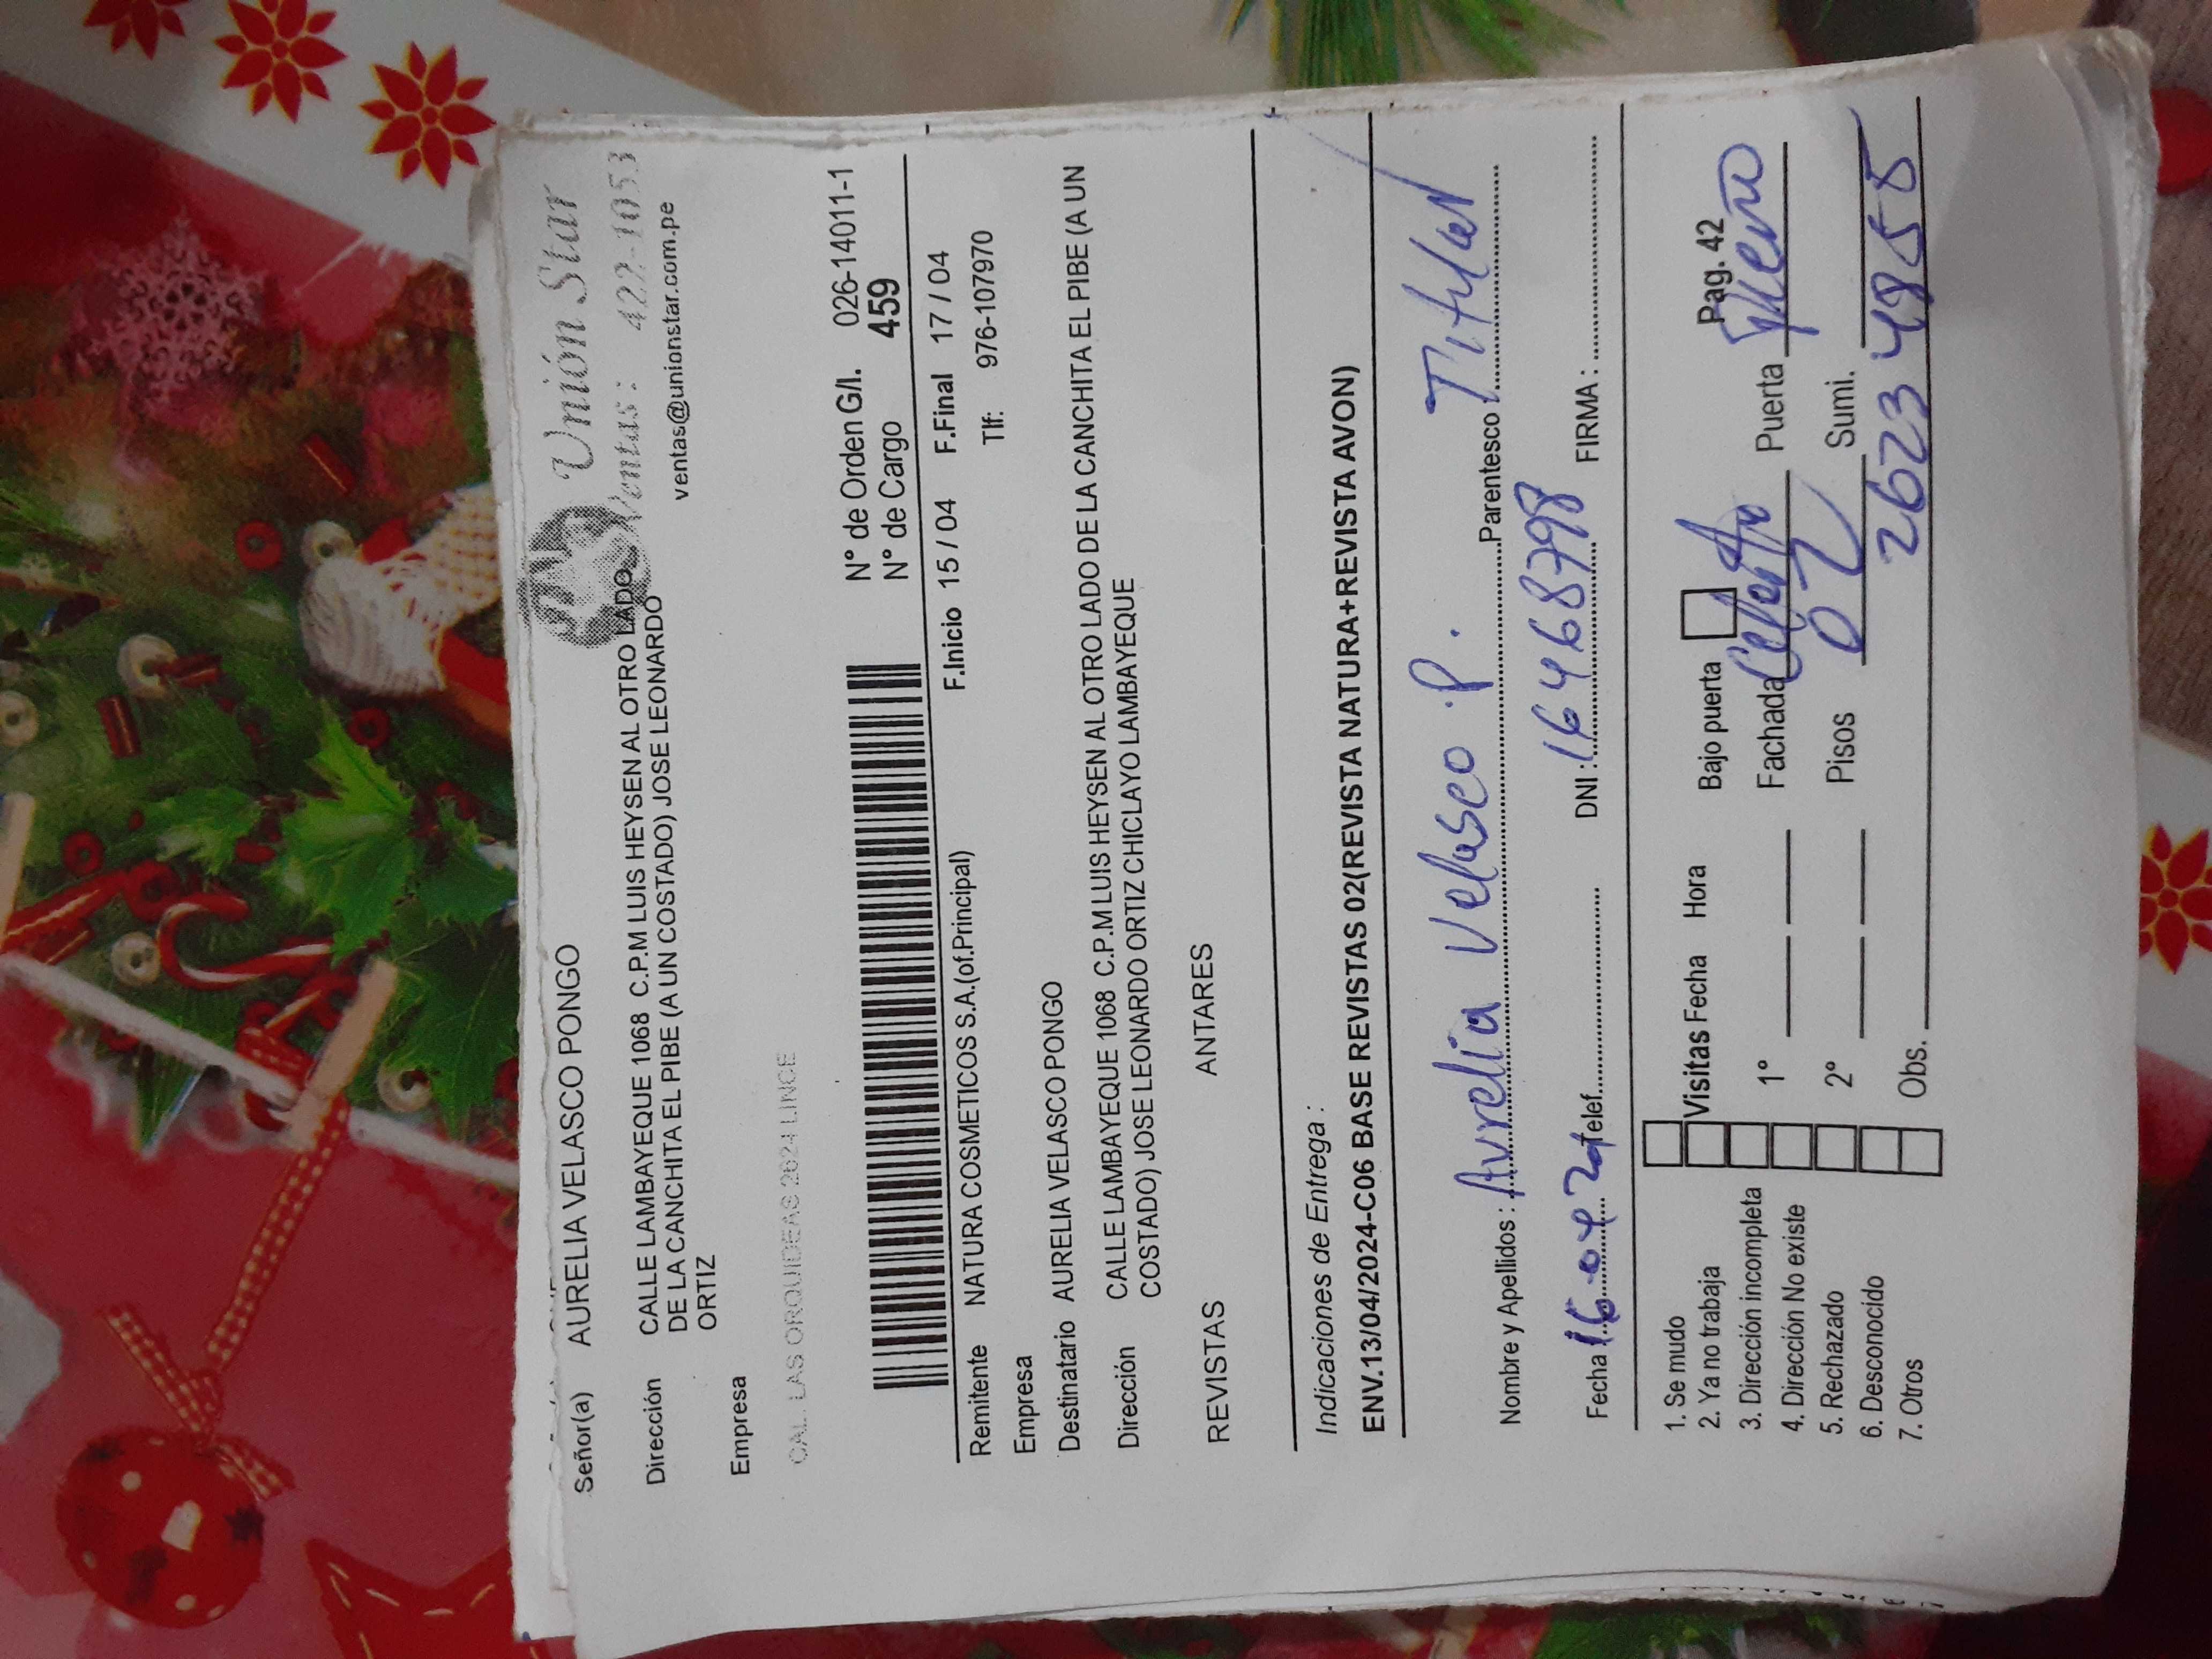 Unión Star
Ventas: 422-1053
ventas@unionstar.com.pe
Señor(a) AURELIA VELASCO PONGO
Dirección CALLE LAMBAYEQUE 1068 C.P.M LUIS HEYSEN AL OTRO LADO
DE LA CANCHITA EL PIBE (A UN COSTADO) JOSE LEONARDO
ORTIZ
Empresa
CAL. LAS ORQUIDEAS 2624 LINCE
N° de Orden G/I. 026-14011-1
N° de Cargo 459
F.Inicio 15 / 04 F.Final 17 / 04
Remitente NATURA COSMETICOS S.A.(of.Principal) Tlf: 976-107970
Empresa
Destinatario AURELIA VELASCO PONGO
Dirección CALLE LAMBAYEQUE 1068 C.P.M LUIS HEYSEN AL OTRO LADO DE LA CANCHITA EL PIBE (A UN
COSTADO) JOSE LEONARDO ORTIZ CHICLAYO LAMBAYEQUE
REVISTAS ANTARES
Indicaciones de Entrega :
ENV.13/04/2024-C06 BASE REVISTAS 02(REVISTA NATURA+REVISTA AVON)
Nombre y Apellidos : Aurelia Velasco P. Parentesco : Titular
Fecha 16-04-24 Telef. DNI : 16468798 FIRMA :
Pag. 42
1. Se mudo
2. Ya no trabaja Visitas Fecha Hora Bajo puerta
3. Dirección incompleta 1º Fachada Puerta
4. Dirección No existe
5. Rechazado 2º Pisos 02 Sumi.
6. Desconocido 26234955
7. Otros Obs.